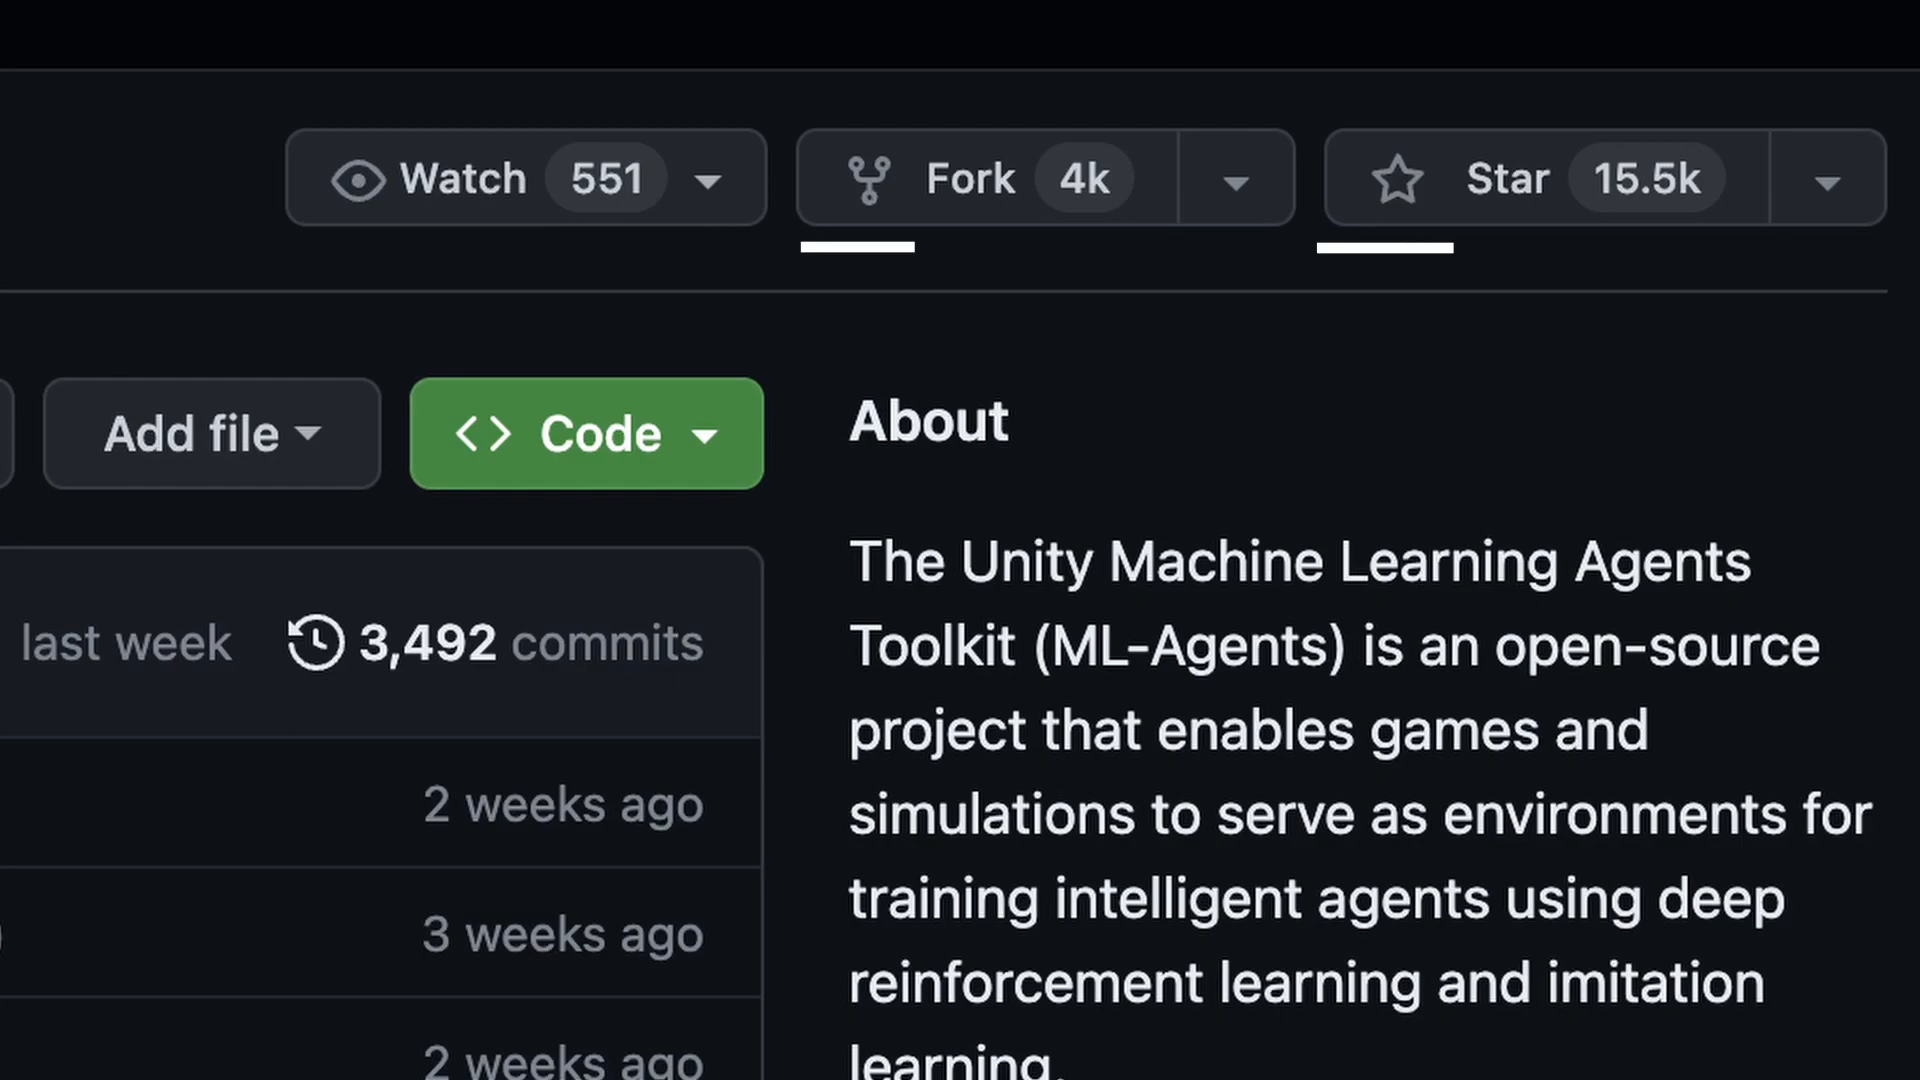 Watch 551 Fork 4k Star 15.5k
Add file Code
last week 3,492 commits
2 weeks ago
3 weeks ago
2 weeks ago
About
The Unity Machine Learning Agents
Toolkit (ML-Agents) is an open-source
project that enables games and
simulations to serve as environments for
training intelligent agents using deep
reinforcement learning and imitation
learning.